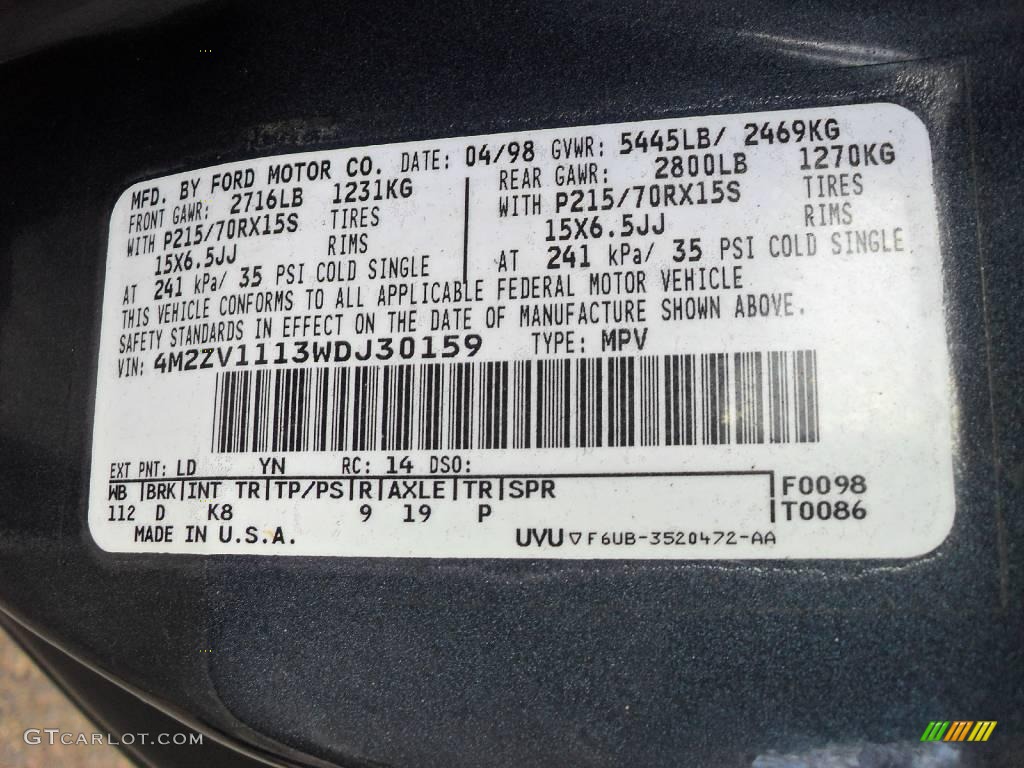 MFD. BY FORD MOTOR CO. DATE: 04/98 GVWR: 5445LB/ 2469KG
FRONT GAWR: 2716LB 1231KG REAR GAWR: 2800LB 1270KG
WITH P215/70RX15S TIRES WITH P215/70RX15S TIRES
15X6.5JJ RIMS 15X6.5JJ RIMS
AT 241 kPa/ 35 PSI COLD SINGLE AT 241 kPa/ 35 PSI COLD SINGLE
THIS VEHICLE CONFORMS TO ALL APPLICABLE FEDERAL MOTOR VEHICLE
SAFETY STANDARDS IN EFFECT ON THE DATE OF MANUFACTURE SHOWN ABOVE.
VIN: 4M2ZV1113WDJ30159 TYPE: MPV
EXT PNT: LD YN RC: 14 DSO:
WB BRK INT TR TP/PS R AXLE TR SPR F0098
112 D K8 9 19 P T0086
MADE IN U.S.A. UVU ▽ F6UB-3520472-AA
GTCARLOT.COM